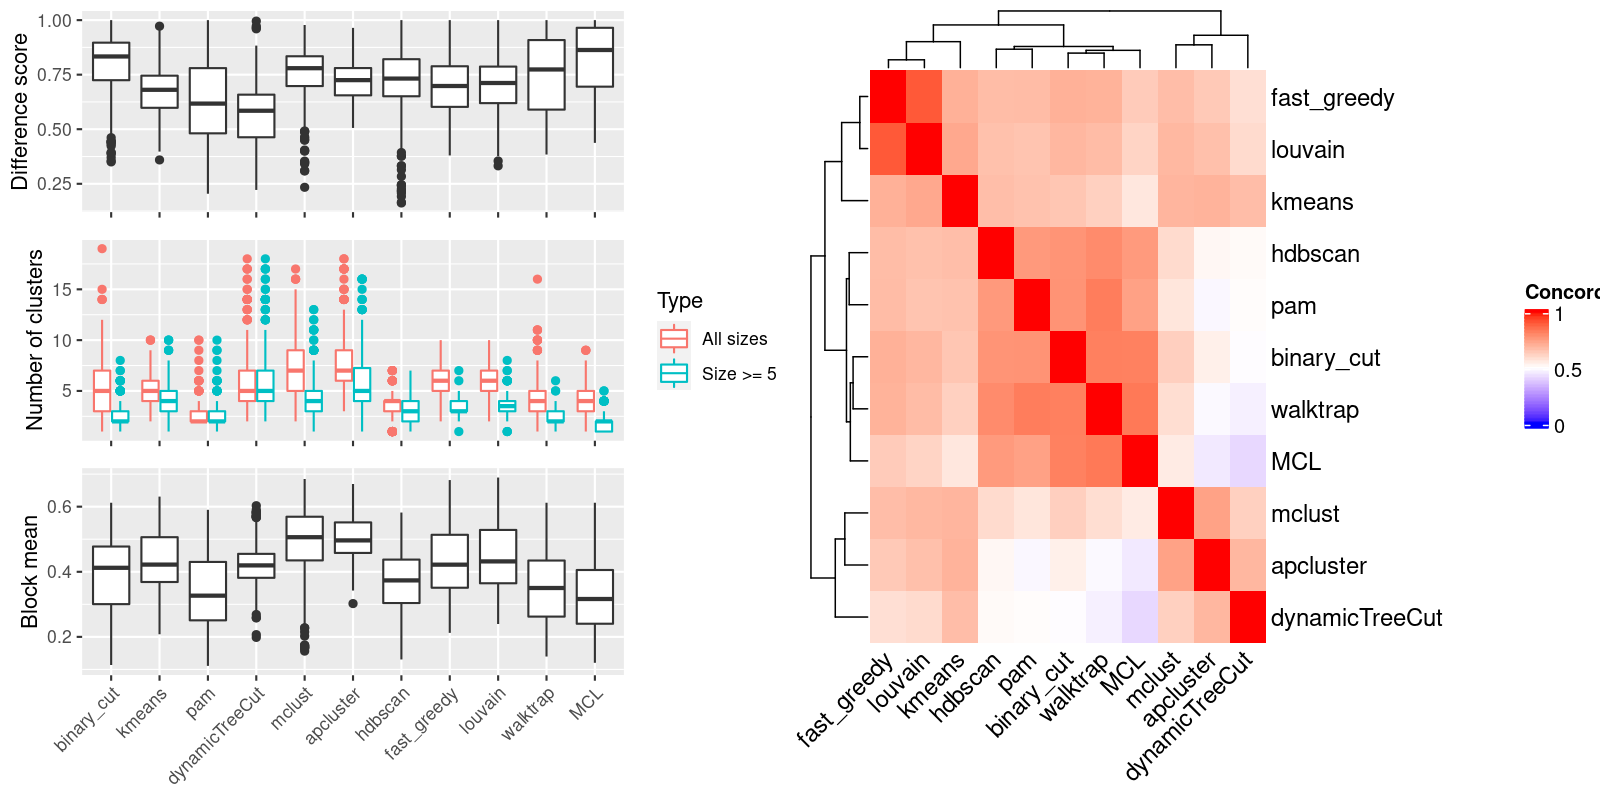 Difference score
1.00
0.75
0.50
0.25
Number of clusters
15
10
5
Block mean
0.6
0.4
0.2
binary_cut
kmeans
pam
dynamicTreeCut
mclust
apcluster
hdbscan
fast_greedy
louvain
walktrap
MCL
Type
All sizes
Size >= 5
fast_greedy
louvain
kmeans
hdbscan
pam
binary_cut
walktrap
MCL
mclust
apcluster
dynamicTreeCut
fast_greedy
louvain
kmeans
hdbscan
pam
binary_cut
walktrap
MCL
mclust
apcluster
dynamicTreeCut
Concord
1
0.5
0